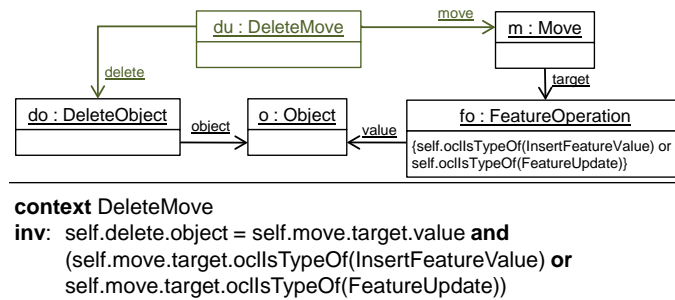 du : DeleteMove
move
m : Move
delete
target
do : DeleteObject
object
o : Object
value
fo : FeatureOperation
{self.oclIsTypeOf(InsertFeatureValue) or
self.oclIsTypeOf(FeatureUpdate)}
context DeleteMove
inv: self.delete.object = self.move.target.value and
(self.move.target.oclIsTypeOf(InsertFeatureValue) or
self.move.target.oclIsTypeOf(FeatureUpdate))